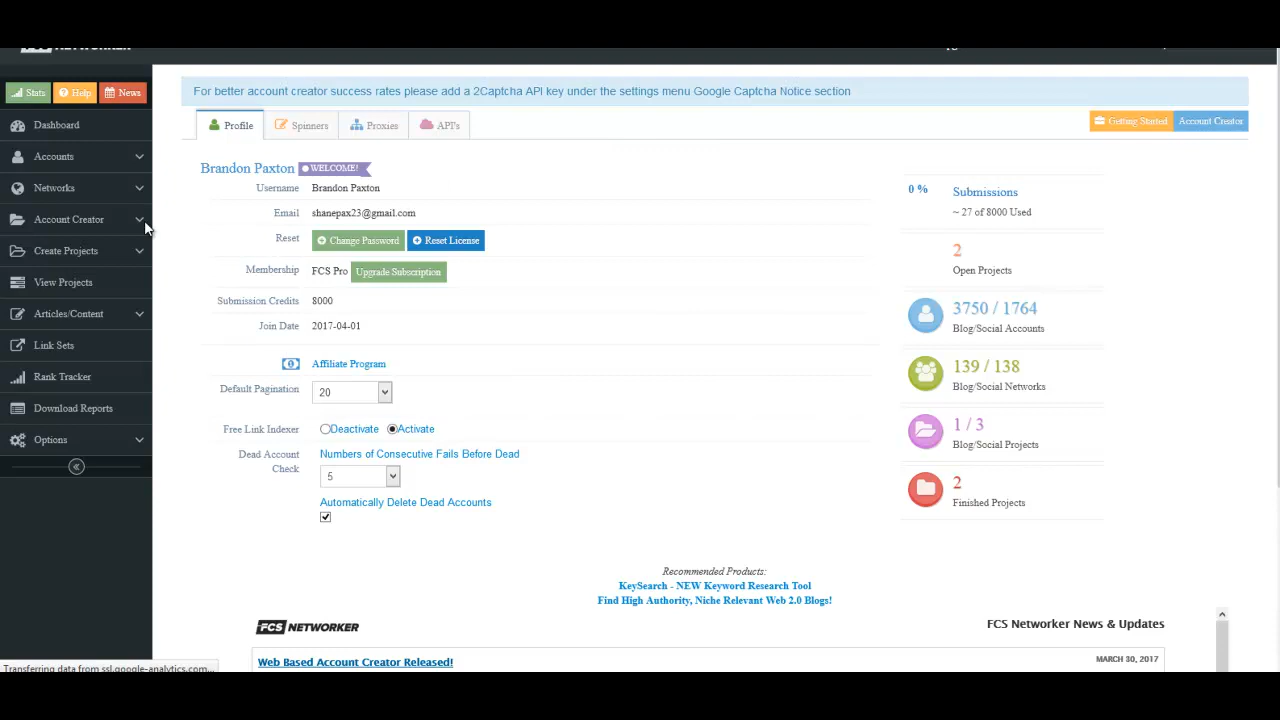 FCS NETWORKER
Stats
Help
News
Dashboard
Accounts
Networks
Account Creator
Create Projects
View Projects
Articles/Content
Link Sets
Rank Tracker
Download Reports
Options
For better account creator success rates please add a 2Captcha API key under the settings menu Google Captcha Notice section
Profile
Spinners
Proxies
API's
Getting Started
Account Creator
Brandon Paxton
WELCOME!
Username
Brandon Paxton
Email
shanepax23@gmail.com
Reset
Change Password
Reset License
Membership
FCS Pro
Upgrade Subscription
Submission Credits
8000
Join Date
2017-04-01
Affiliate Program
Default Pagination
20
Free Link Indexer
Deactivate
Activate
Dead Account
Check
Numbers of Consecutive Fails Before Dead
5
Automatically Delete Dead Accounts
0 %
Submissions
~ 27 of 8000 Used
2
Open Projects
3750 / 1764
Blog/Social Accounts
139 / 138
Blog/Social Networks
1 / 3
Blog/Social Projects
2
Finished Projects
Recommended Products:
KeySearch - NEW Keyword Research Tool
Find High Authority, Niche Relevant Web 2.0 Blogs!
FCS NETWORKER
FCS Networker News & Updates
Web Based Account Creator Released!
MARCH 30, 2017
Transferring data from ssl.google-analytics.com...